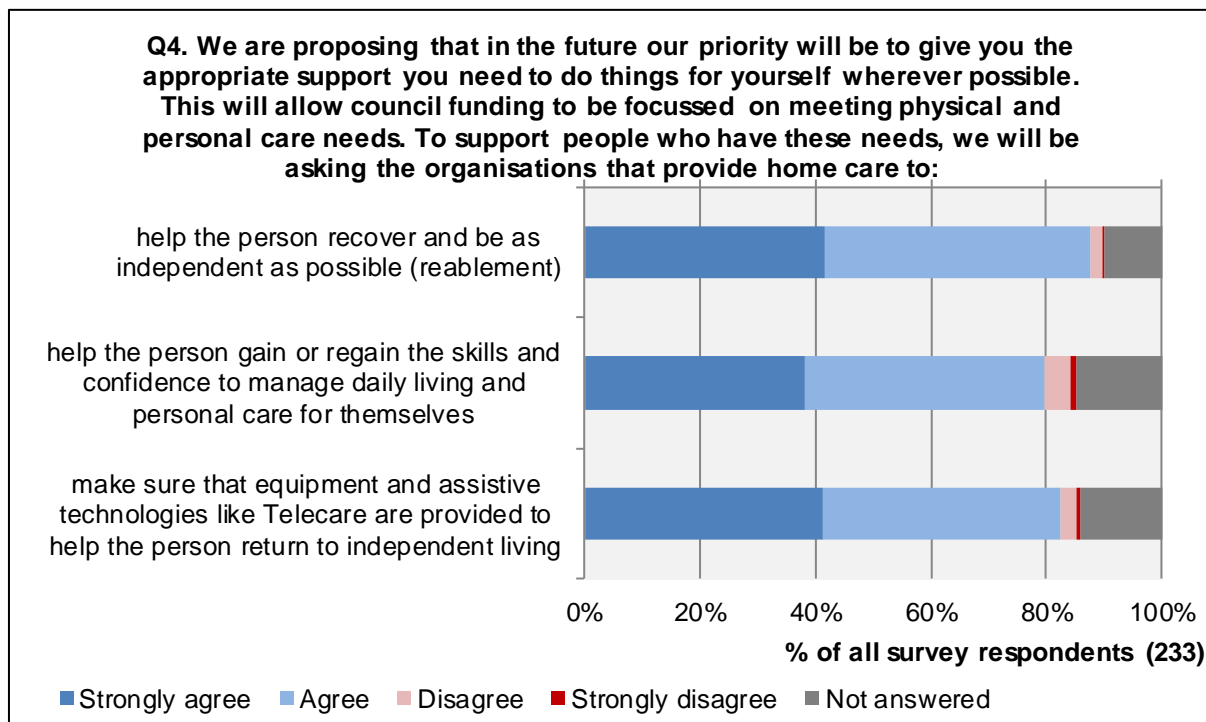 Q4. We are proposing that in the future our priority will be to give you the
appropriate support you need to do things for yourself wherever possible.
This will allow council funding to be focussed on meeting physical and
personal care needs. To support people who have these needs, we will be
asking the organisations that provide home care to:
help the person recover and be as
independent as possible (reablement)
help the person gain or regain the skills and
confidence to manage daily living and
personal care for themselves
make sure that equipment and assistive
technologies like Telecare are provided to
help the person return to independent living
0% 20% 40% 60% 80% 100%
% of all survey respondents (233)
Strongly agree Agree Disagree Strongly disagree Not answered